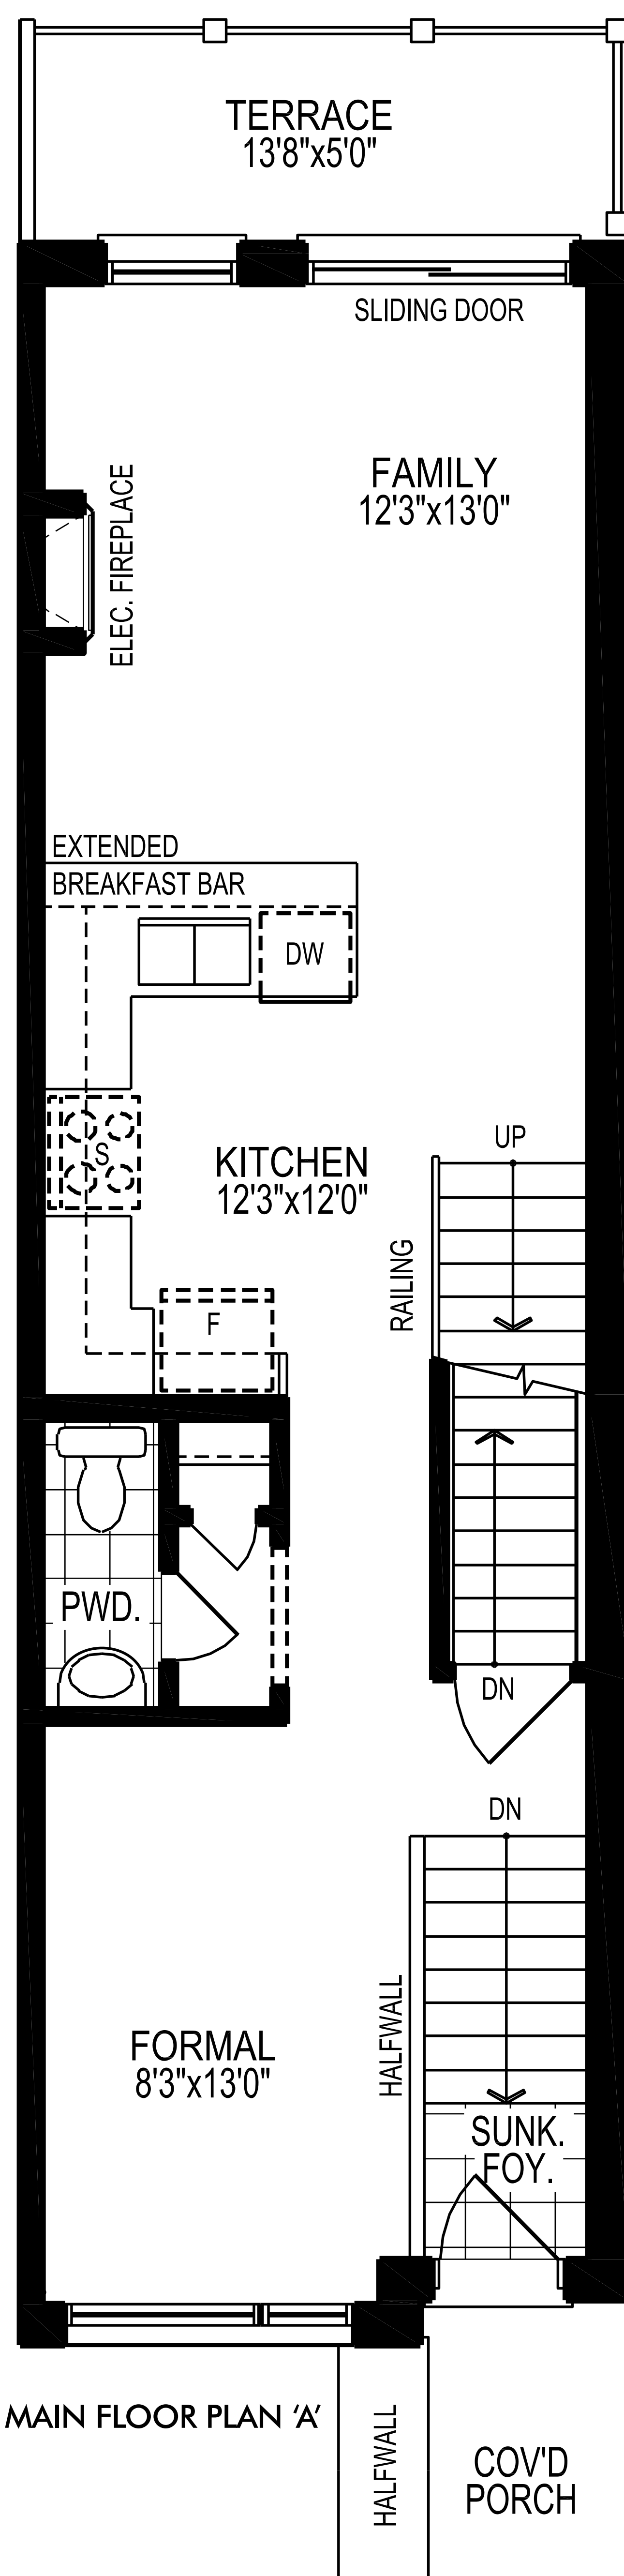 TERRACE
13'8"x5'0"
SLIDING DOOR
FAMILY
12'3"x13'0"
ELEC. FIREPLACE
EXTENDED
BREAKFAST BAR
DW
UP
S
KITCHEN
12'3"x12'0"
RAILING
F
PWD.
DN
DN
HALFWALL
FORMAL
8'3"x13'0"
SUNK.
FOY.
MAIN FLOOR PLAN ‘A’
HALFWALL
COV'D
PORCH